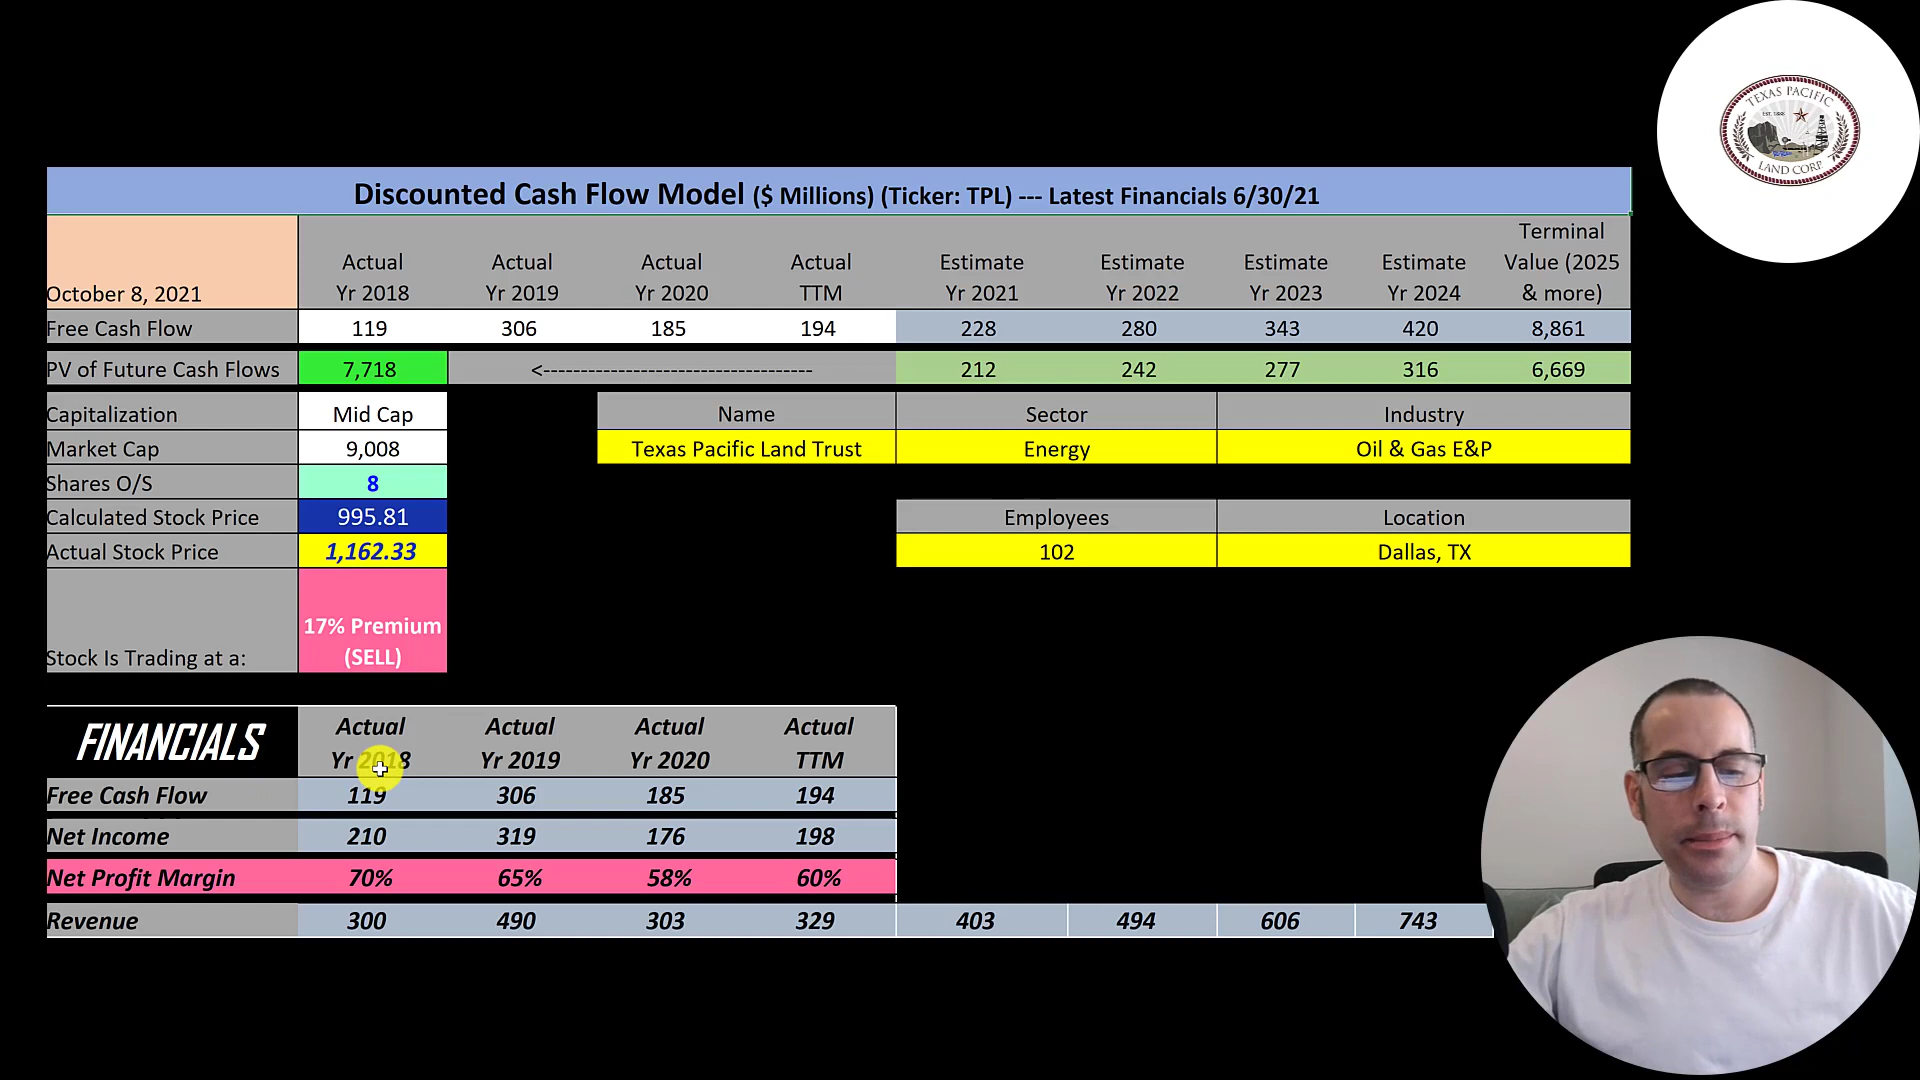 TEXAS PACIFIC
LAND CORP
Discounted Cash Flow Model ($ Millions) (Ticker: TPL) --- Latest Financials 6/30/21
October 8, 2021 Actual Yr 2018 Actual Yr 2019 Actual Yr 2020 Actual TTM Estimate Yr 2021 Estimate Yr 2022 Estimate Yr 2023 Estimate Yr 2024 Terminal Value (2025 & more)
Free Cash Flow 119 306 185 194 228 280 343 420 8,861
PV of Future Cash Flows 7,718 <----------------------------------- 212 242 277 316 6,669
Capitalization Mid Cap Name Sector Industry
Market Cap 9,008 Texas Pacific Land Trust Energy Oil & Gas E&P
Shares O/S 8
Calculated Stock Price 995.81 Employees Location
Actual Stock Price 1,162.33 102 Dallas, TX
Stock Is Trading at a: 17% Premium (SELL)
FINANCIALS Actual Yr 2018 Actual Yr 2019 Actual Yr 2020 Actual TTM
Free Cash Flow 119 306 185 194
Net Income 210 319 176 198
Net Profit Margin 70% 65% 58% 60%
Revenue 300 490 303 329 403 494 606 743